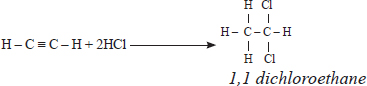 H Cl
H – C ≡ C – H + 2HCl ⟶ H – C – C – H
H Cl
1,1 dichloroethane